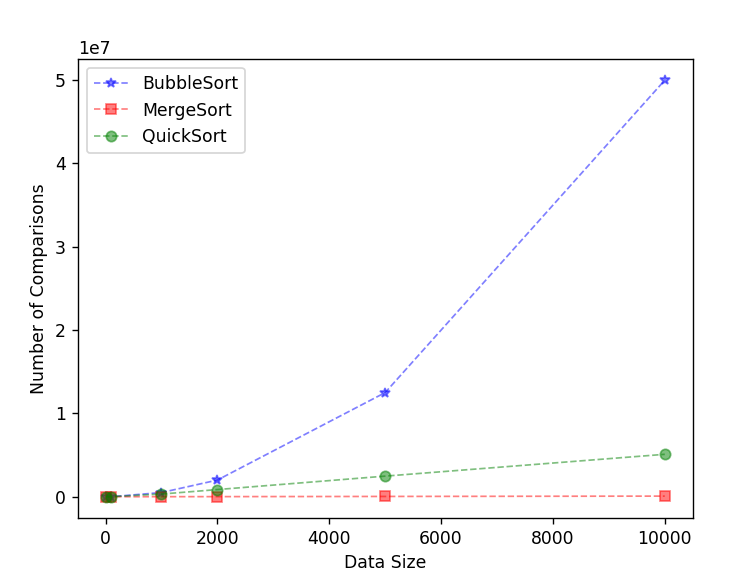 1e7
BubbleSort
MergeSort
QuickSort
5
4
3
2
1
0
Number of Comparisons
0 2000 4000 6000 8000 10000
Data Size